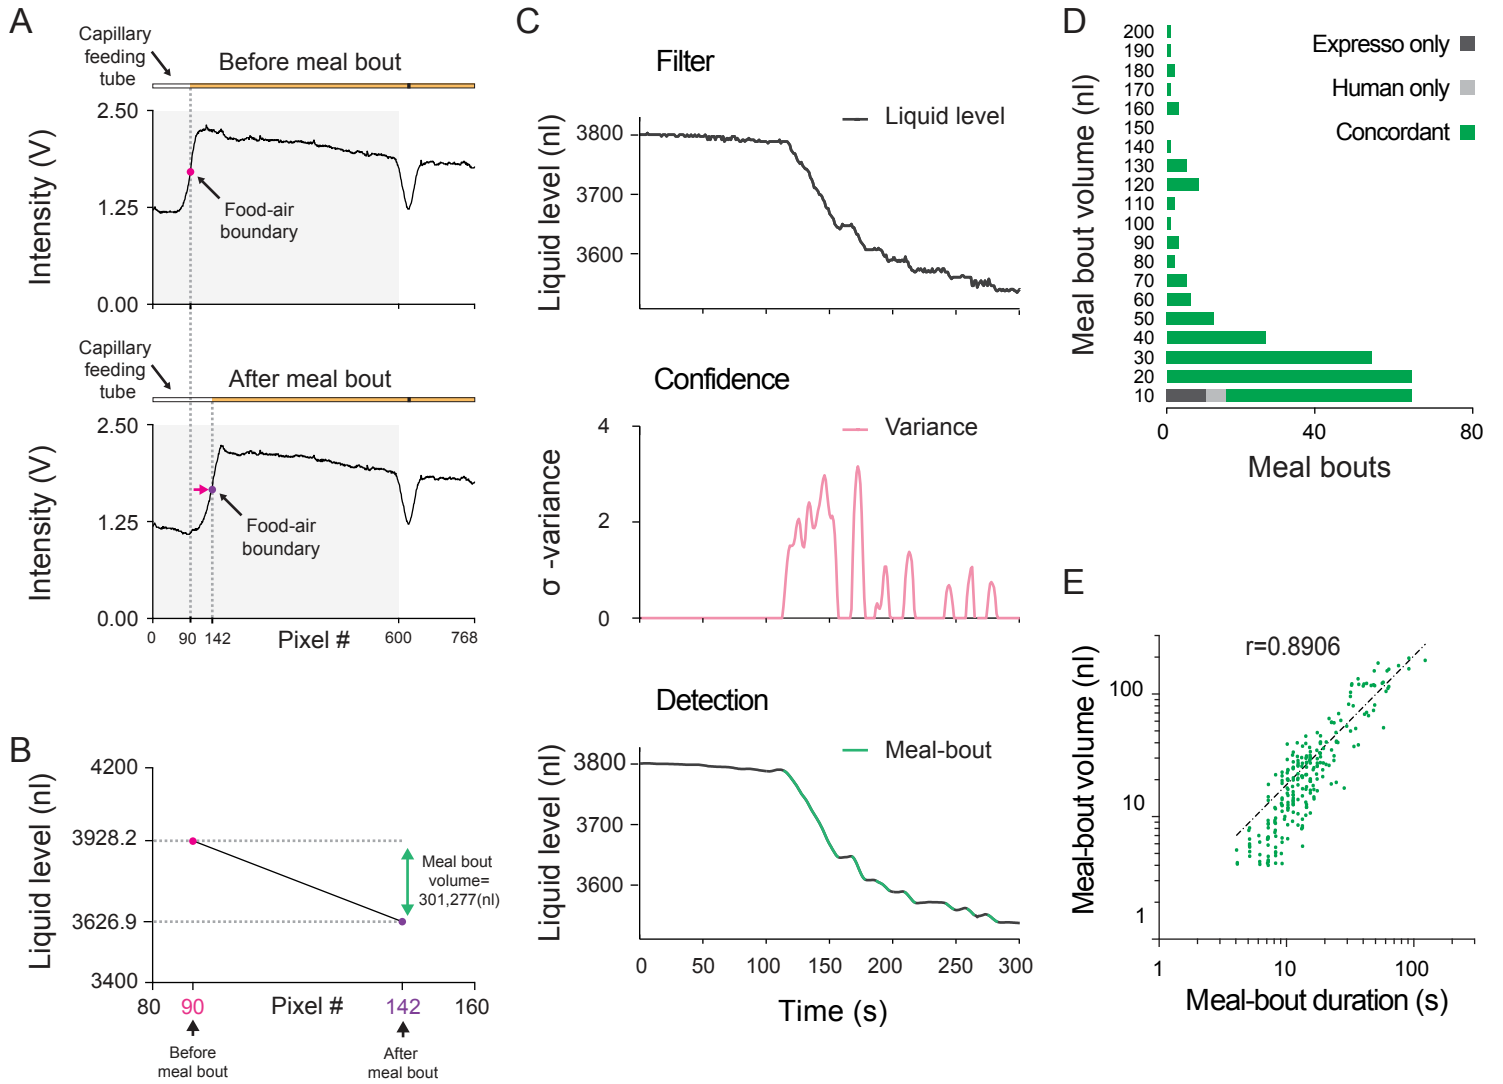 A
Capillary
feeding
tube
Before meal bout
2.50
1.25
0.00
Intensity (V)
Food-air
boundary
Capillary
feeding
tube
After meal bout
2.50
1.25
0.00
Intensity (V)
Food-air
boundary
0 90 142 Pixel # 600 768
B
Liquid level (nl)
4200
3928.2
3626.9
3400
Meal bout
volume=
301,277(nl)
80 90 Pixel # 142 160
Before
meal bout
After
meal bout
C
Filter
Liquid level
Liquid level (nl)
3800
3700
3600
Confidence
Variance
σ -variance
4
2
0
Detection
Meal-bout
Liquid level (nl)
3800
3700
3600
0 50 100 150 200 250 300
Time (s)
D
Meal bout volume (nl)
200
190
180
170
160
150
140
130
120
110
100
90
80
70
60
50
40
30
20
10
Expresso only
Human only
Concordant
0 40 80
Meal bouts
E
r=0.8906
Meal-bout volume (nl)
100
10
1
1 10 100
Meal-bout duration (s)